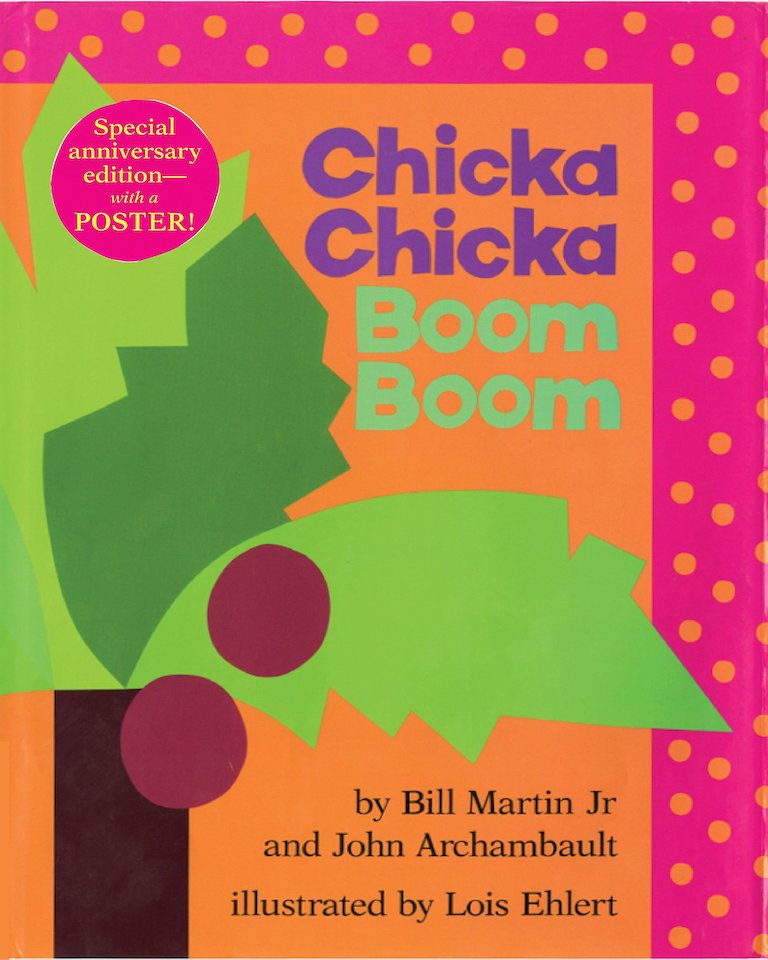 Special
anniversary
edition—
with a
POSTER!
Chicka
Chicka
Boom
Boom
by Bill Martin Jr
and John Archambault
illustrated by Lois Ehlert